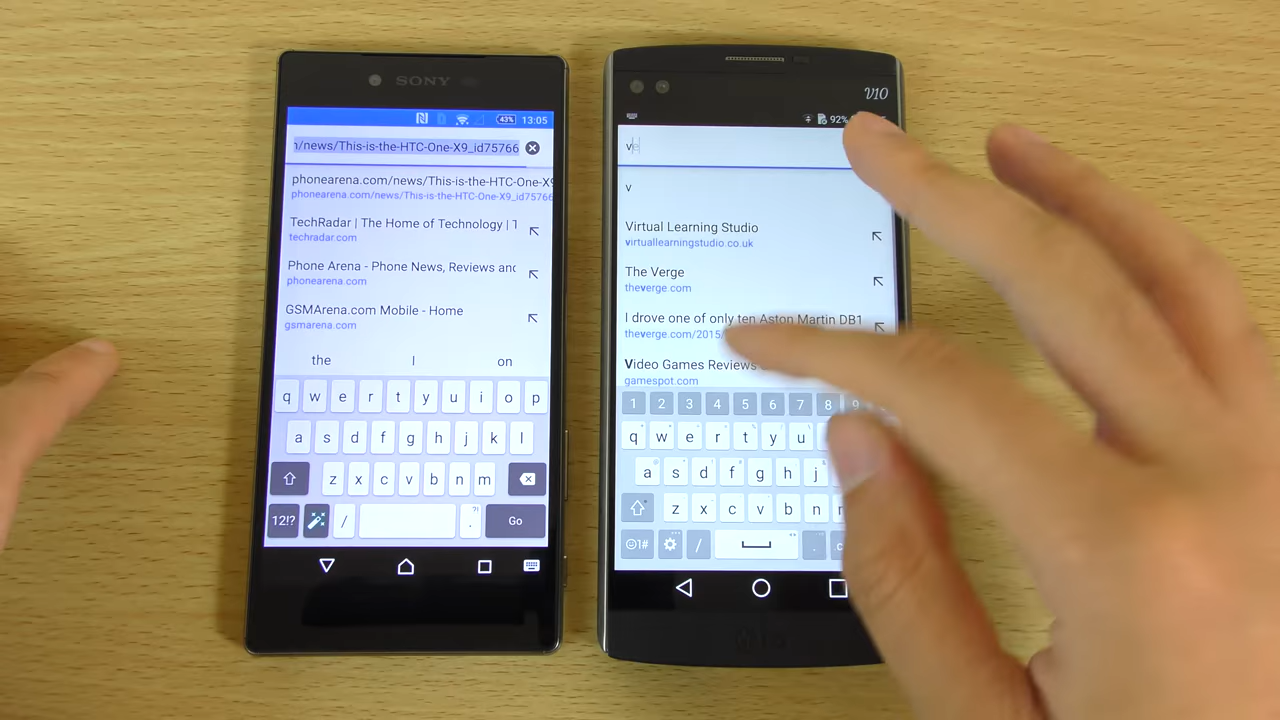 SONY
43% 13:05
n/news/This-is-the-HTC-One-X9_id75766
phonearena.com/news/This-is-the-HTC-One-X9
phonearena.com/news/This-is-the-HTC-One-X9_id75766
TechRadar | The Home of Technology | T
techradar.com
Phone Arena - Phone News, Reviews and
phonearena.com
GSMArena.com Mobile - Home
gsmarena.com
the I on
q w e r t y u i o p
a s d f g h j k l
z x c v b n m
12!? / . ?! Go
V10
92%
ve
v
Virtual Learning Studio
virtuallearningstudio.co.uk
The Verge
theverge.com
I drove one of only ten Aston Martin DB1
theverge.com/2015/
Video Games Reviews
gamespot.com
1 2 3 4 5 6 7 8 9
q w e r t y u
a s d f g h j
z x c v b n
☺1# / . .c